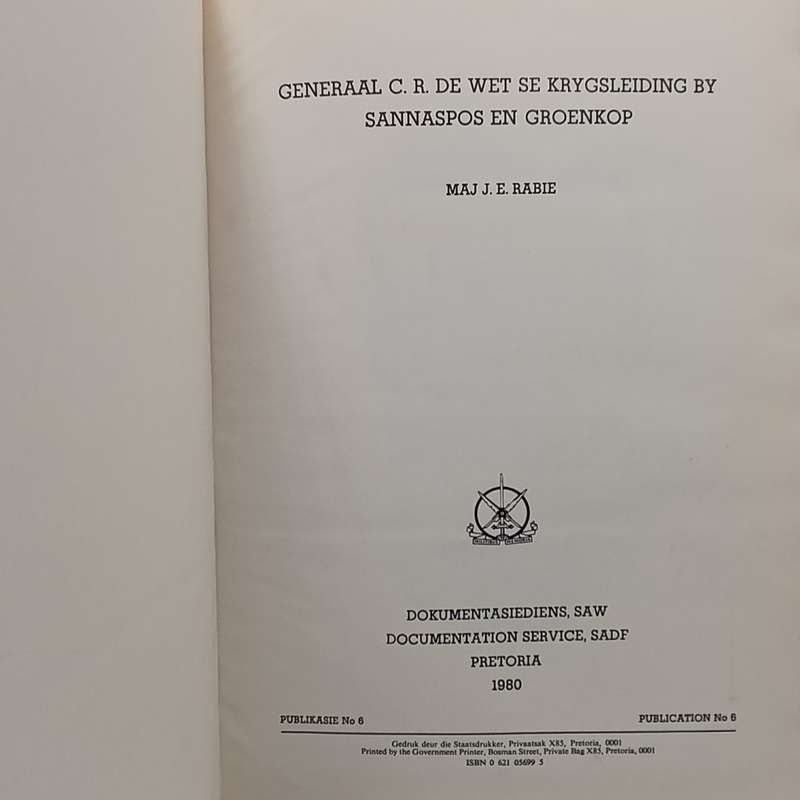 GENERAAL C. R. DE WET SE KRYGSLEIDING BY
SANNASPOS EN GROENKOP
MAJ J. E. RABIE
DOKUMENTASIEDIENS, SAW
DOCUMENTATION SERVICE, SADF
PRETORIA
1980
PUBLIKASIE No 6
PUBLICATION No 6
Gedruk deur die Staatsdrukker, Privaatsak X85, Pretoria, 0001
Printed by the Government Printer, Bosman Street, Private Bag X85, Pretoria, 0001
ISBN 0 621 05699 5